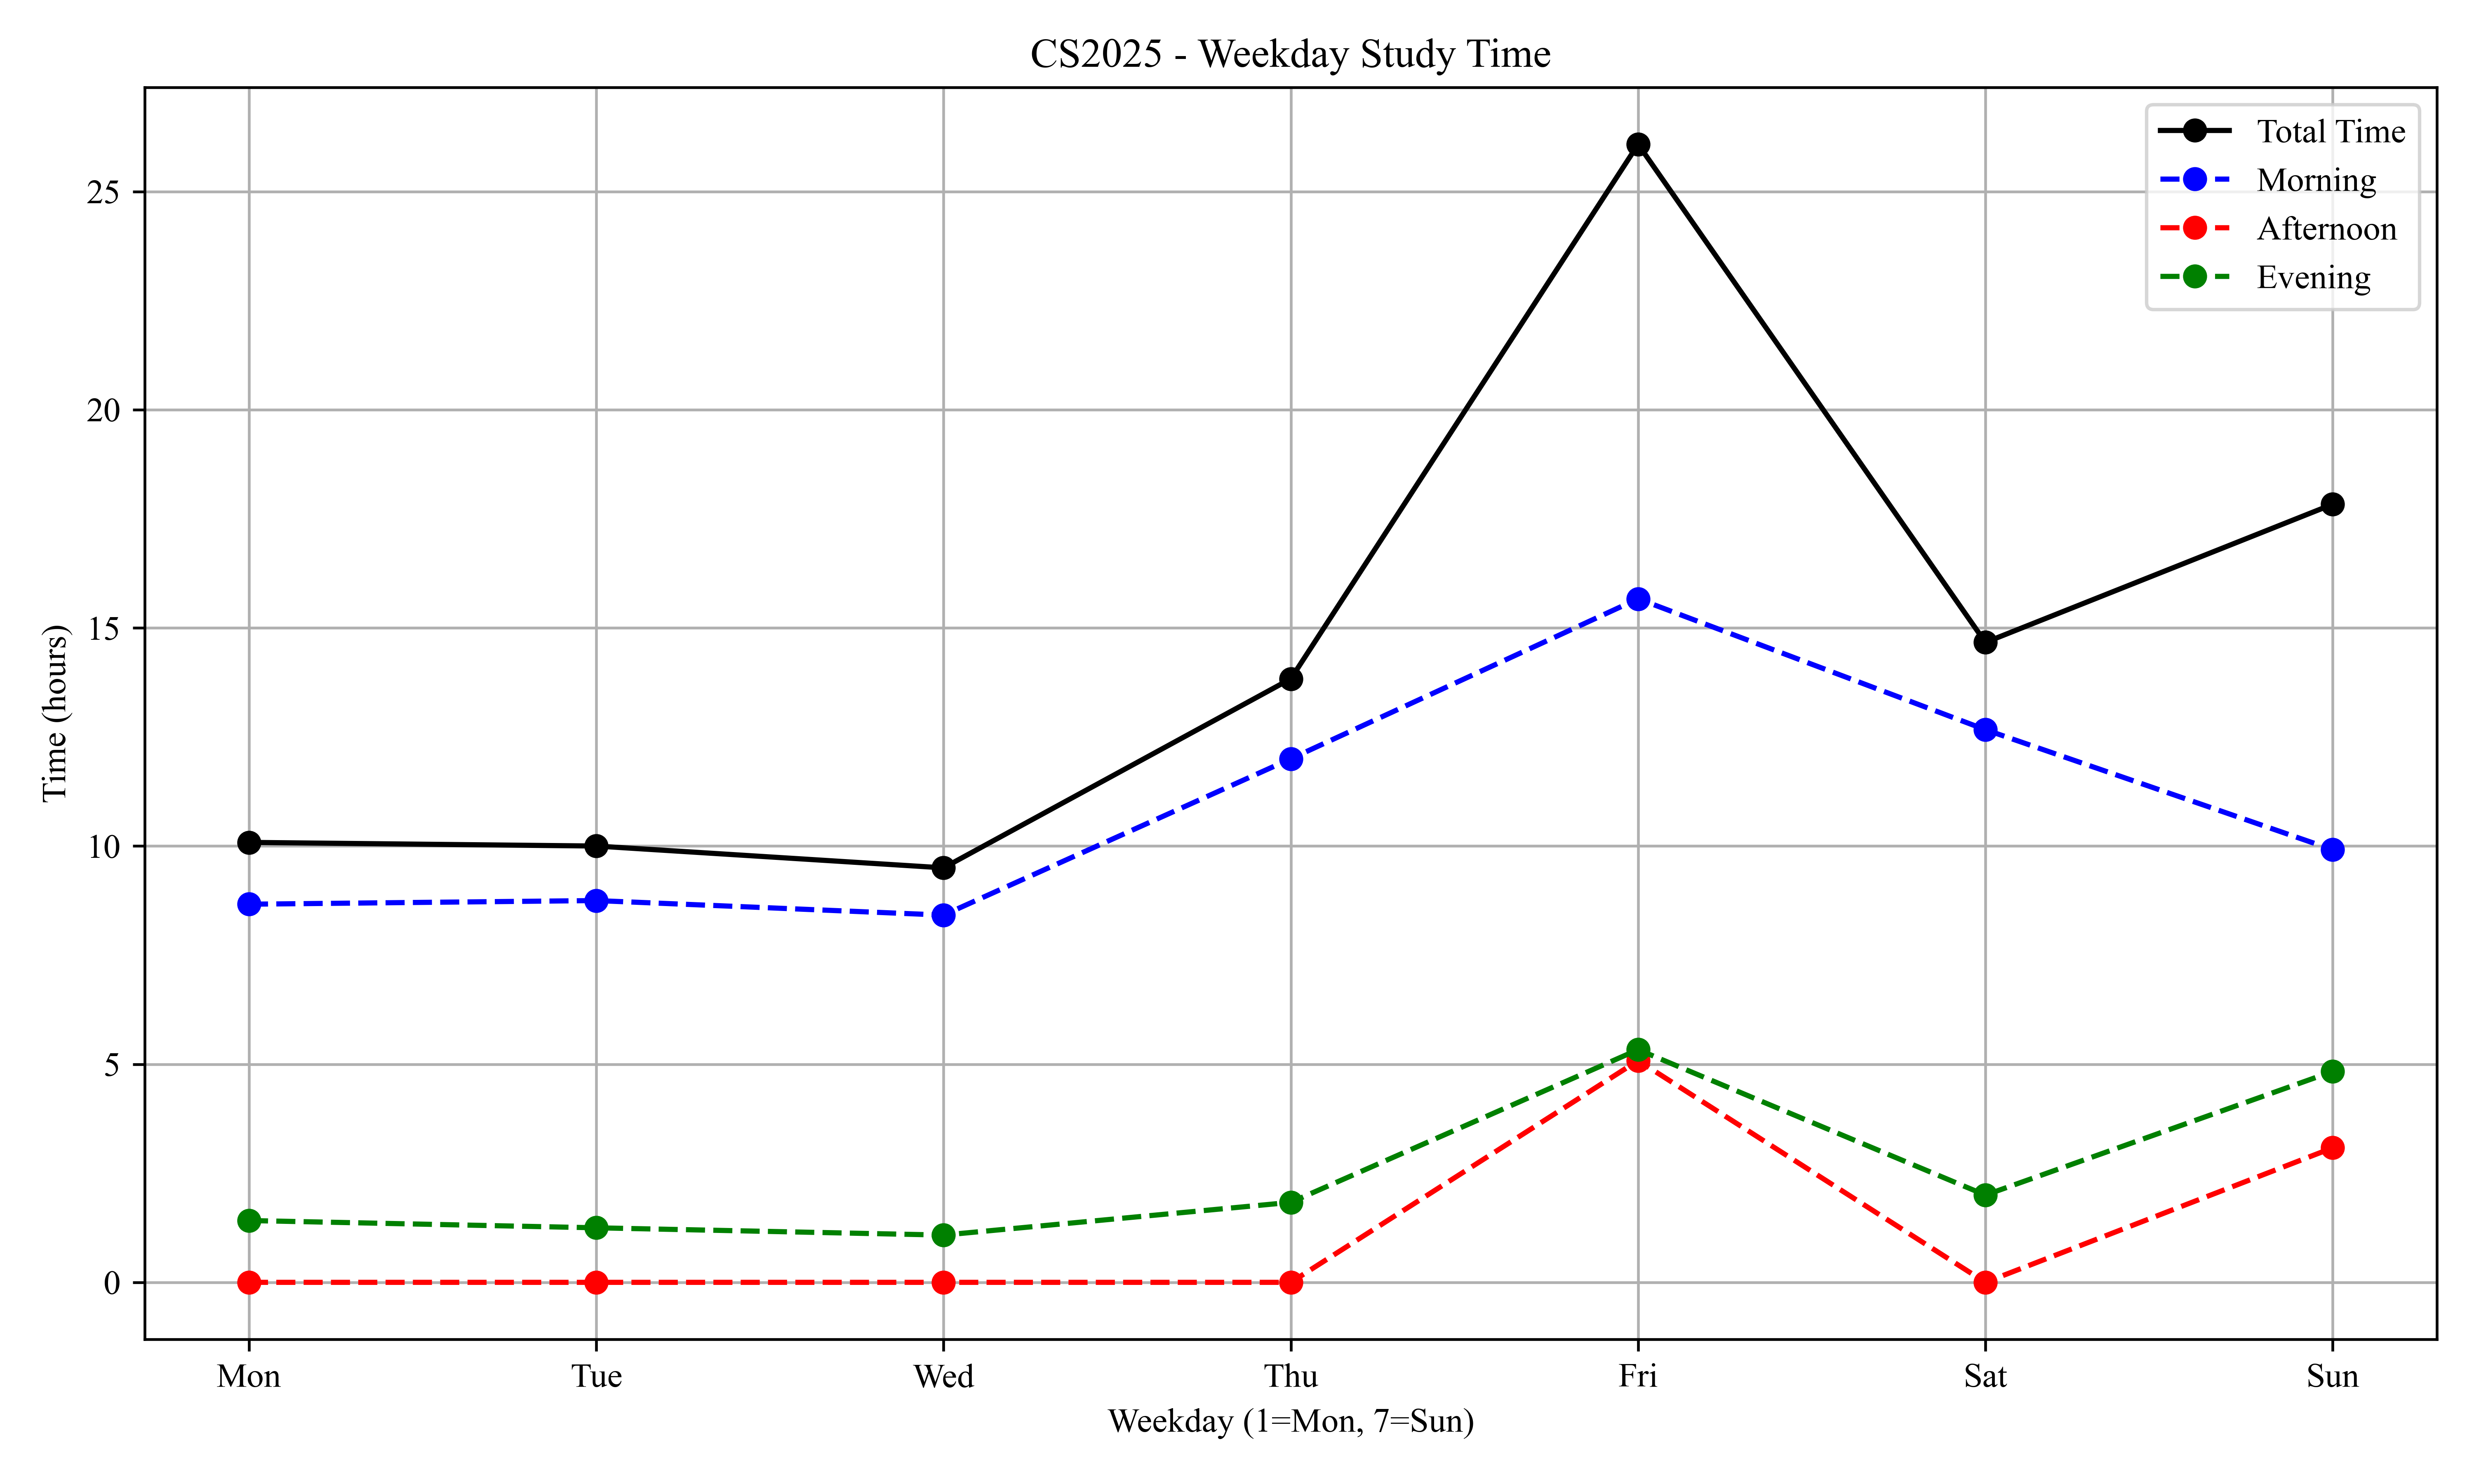 CS2025 - Weekday Study Time
Total Time
Morning
Afternoon
Evening
25
20
15
10
5
0
Time (hours)
Mon Tue Wed Thu Fri Sat Sun
Weekday (1=Mon, 7=Sun)